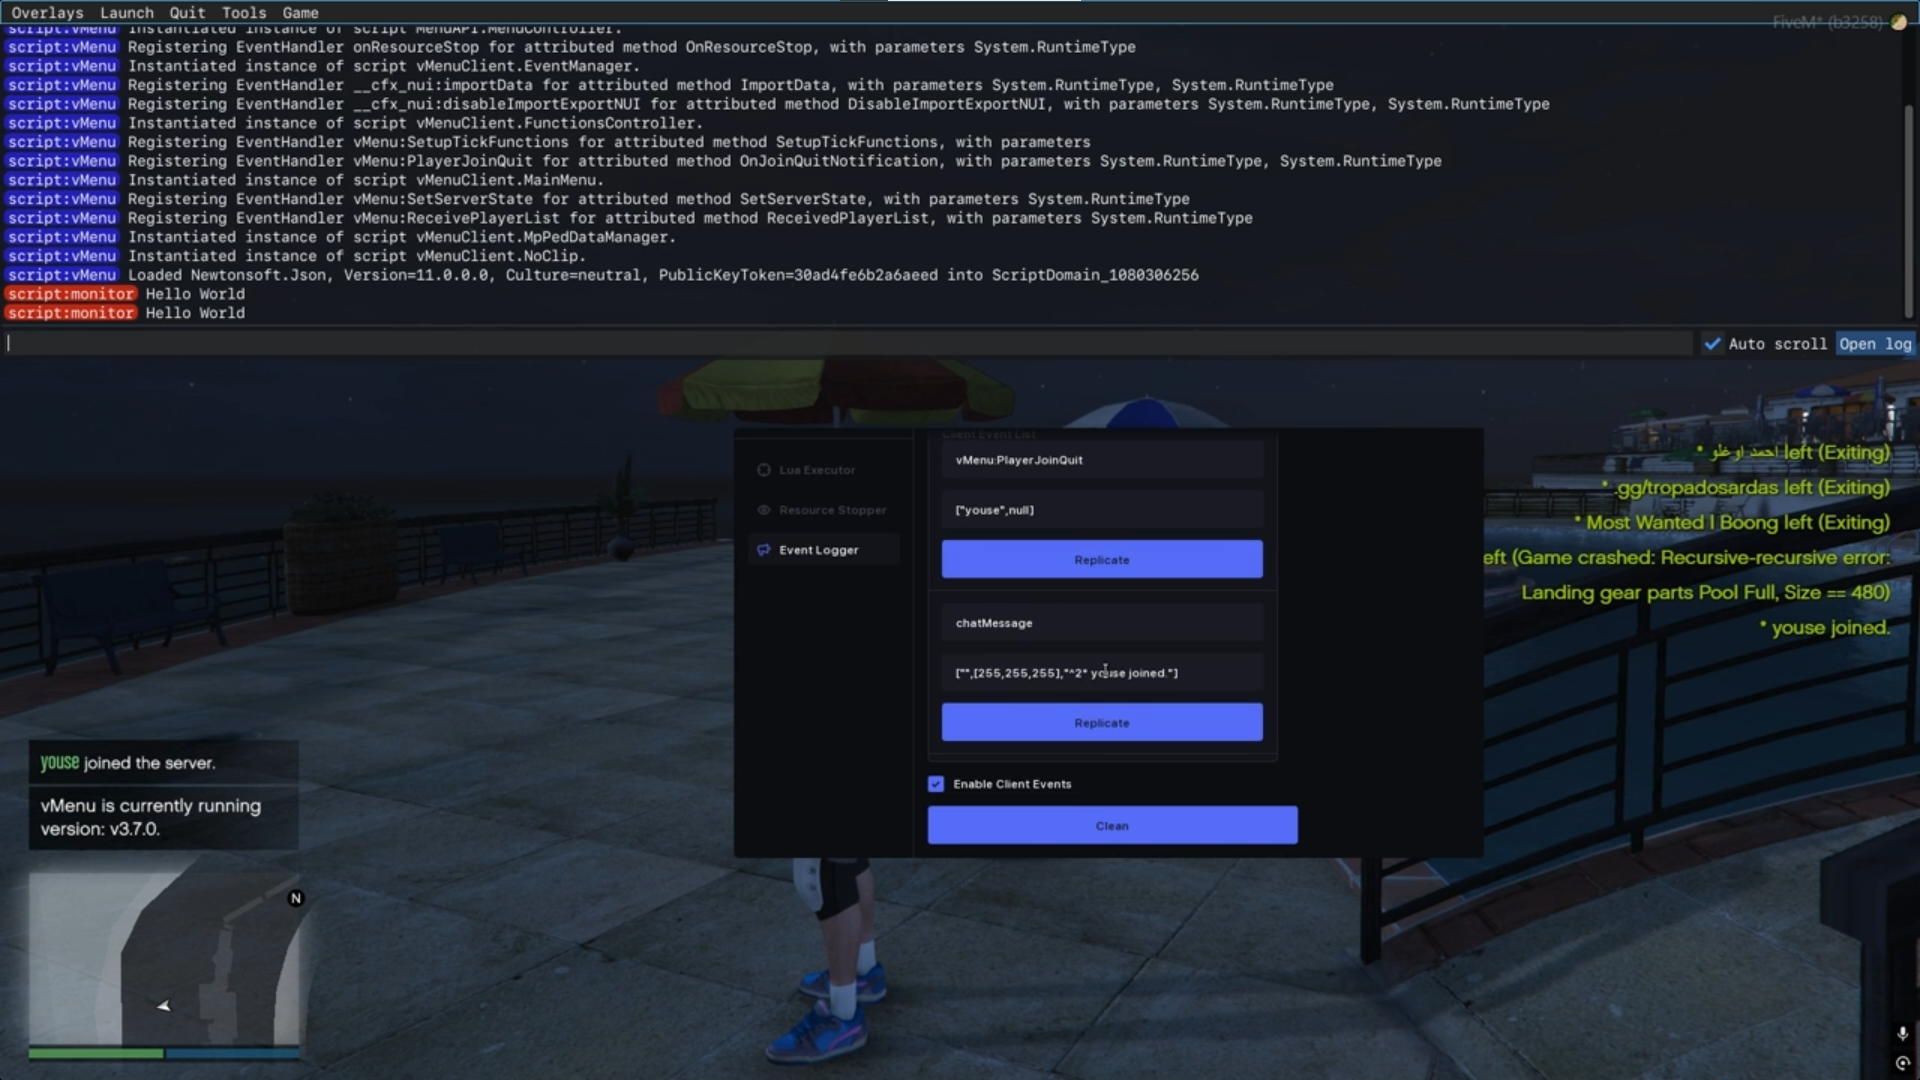 Overlays Launch Quit Tools Game
FiveM* (b3258)
script:vMenu Instantiated instance of script MenuAPI.MenuController.
script:vMenu Registering EventHandler onResourceStop for attributed method OnResourceStop, with parameters System.RuntimeType
script:vMenu Instantiated instance of script vMenuClient.EventManager.
script:vMenu Registering EventHandler __cfx_nui:importData for attributed method ImportData, with parameters System.RuntimeType, System.RuntimeType
script:vMenu Registering EventHandler __cfx_nui:disableImportExportNUI for attributed method DisableImportExportNUI, with parameters System.RuntimeType, System.RuntimeType
script:vMenu Instantiated instance of script vMenuClient.FunctionsController.
script:vMenu Registering EventHandler vMenu:SetupTickFunctions for attributed method SetupTickFunctions, with parameters
script:vMenu Registering EventHandler vMenu:PlayerJoinQuit for attributed method OnJoinQuitNotification, with parameters System.RuntimeType, System.RuntimeType
script:vMenu Instantiated instance of script vMenuClient.MainMenu.
script:vMenu Registering EventHandler vMenu:SetServerState for attributed method SetServerState, with parameters System.RuntimeType
script:vMenu Registering EventHandler vMenu:ReceivePlayerList for attributed method ReceivedPlayerList, with parameters System.RuntimeType
script:vMenu Instantiated instance of script vMenuClient.MpPedDataManager.
script:vMenu Instantiated instance of script vMenuClient.NoClip.
script:vMenu Loaded Newtonsoft.Json, Version=11.0.0.0, Culture=neutral, PublicKeyToken=30ad4fe6b2a6aeed into ScriptDomain_1080306256
script:monitor Hello World
script:monitor Hello World
Auto scroll Open log
Client Event List
Lua Executor
Resource Stopper
Event Logger
vMenu:PlayerJoinQuit
["youse",null]
Replicate
chatMessage
["",[255,255,255],"^2* youse joined."]
Replicate
Enable Client Events
Clean
* احمد اوغلو left (Exiting)
* .gg/tropadosardas left (Exiting)
* Most Wanted | Boong left (Exiting)
eft (Game crashed: Recursive-recursive error:
Landing gear parts Pool Full, Size == 480)
* youse joined.
youse joined the server.
vMenu is currently running
version: v3.7.0.
N